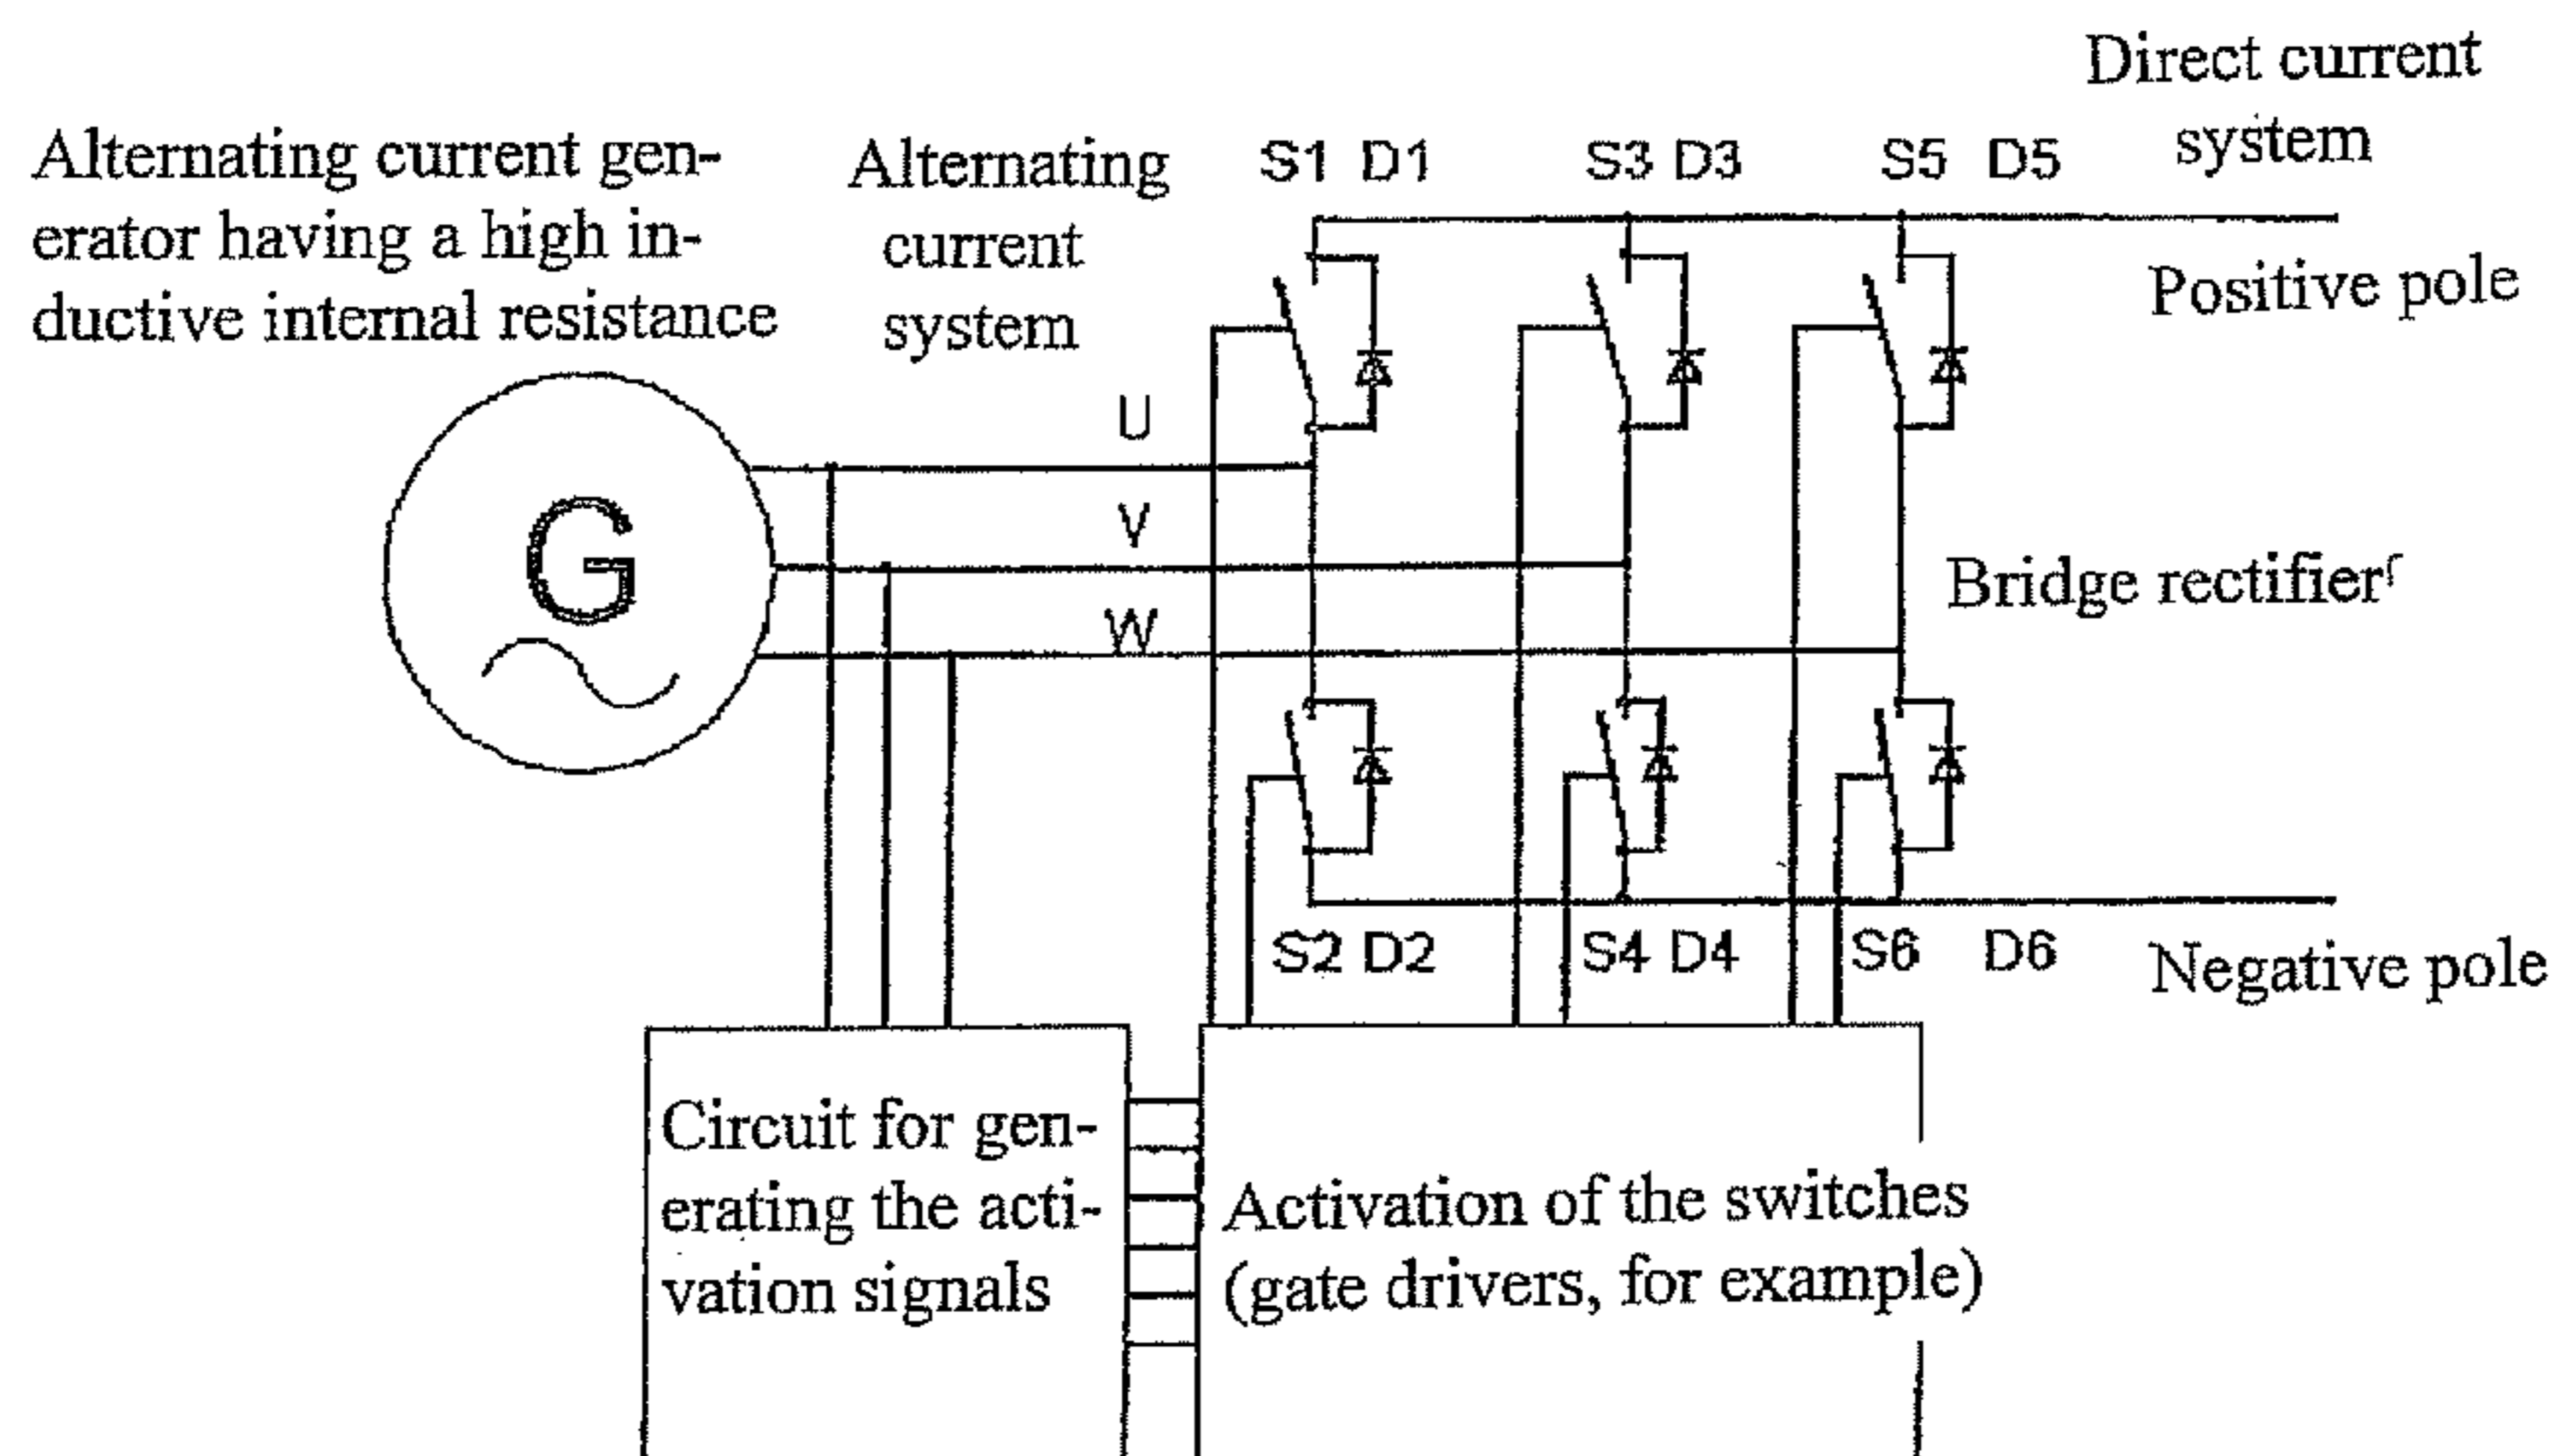 Direct current
system
Alternating current gen-
erator having a high in-
ductive internal resistance
Alternating
current
system
S1 D1
S3 D3
S5 D5
Positive pole
U
V
W
G
Bridge rectifier
S2 D2
S4 D4
S6 D6
Negative pole
Circuit for gen-
erating the acti-
vation signals
Activation of the switches
(gate drivers, for example)